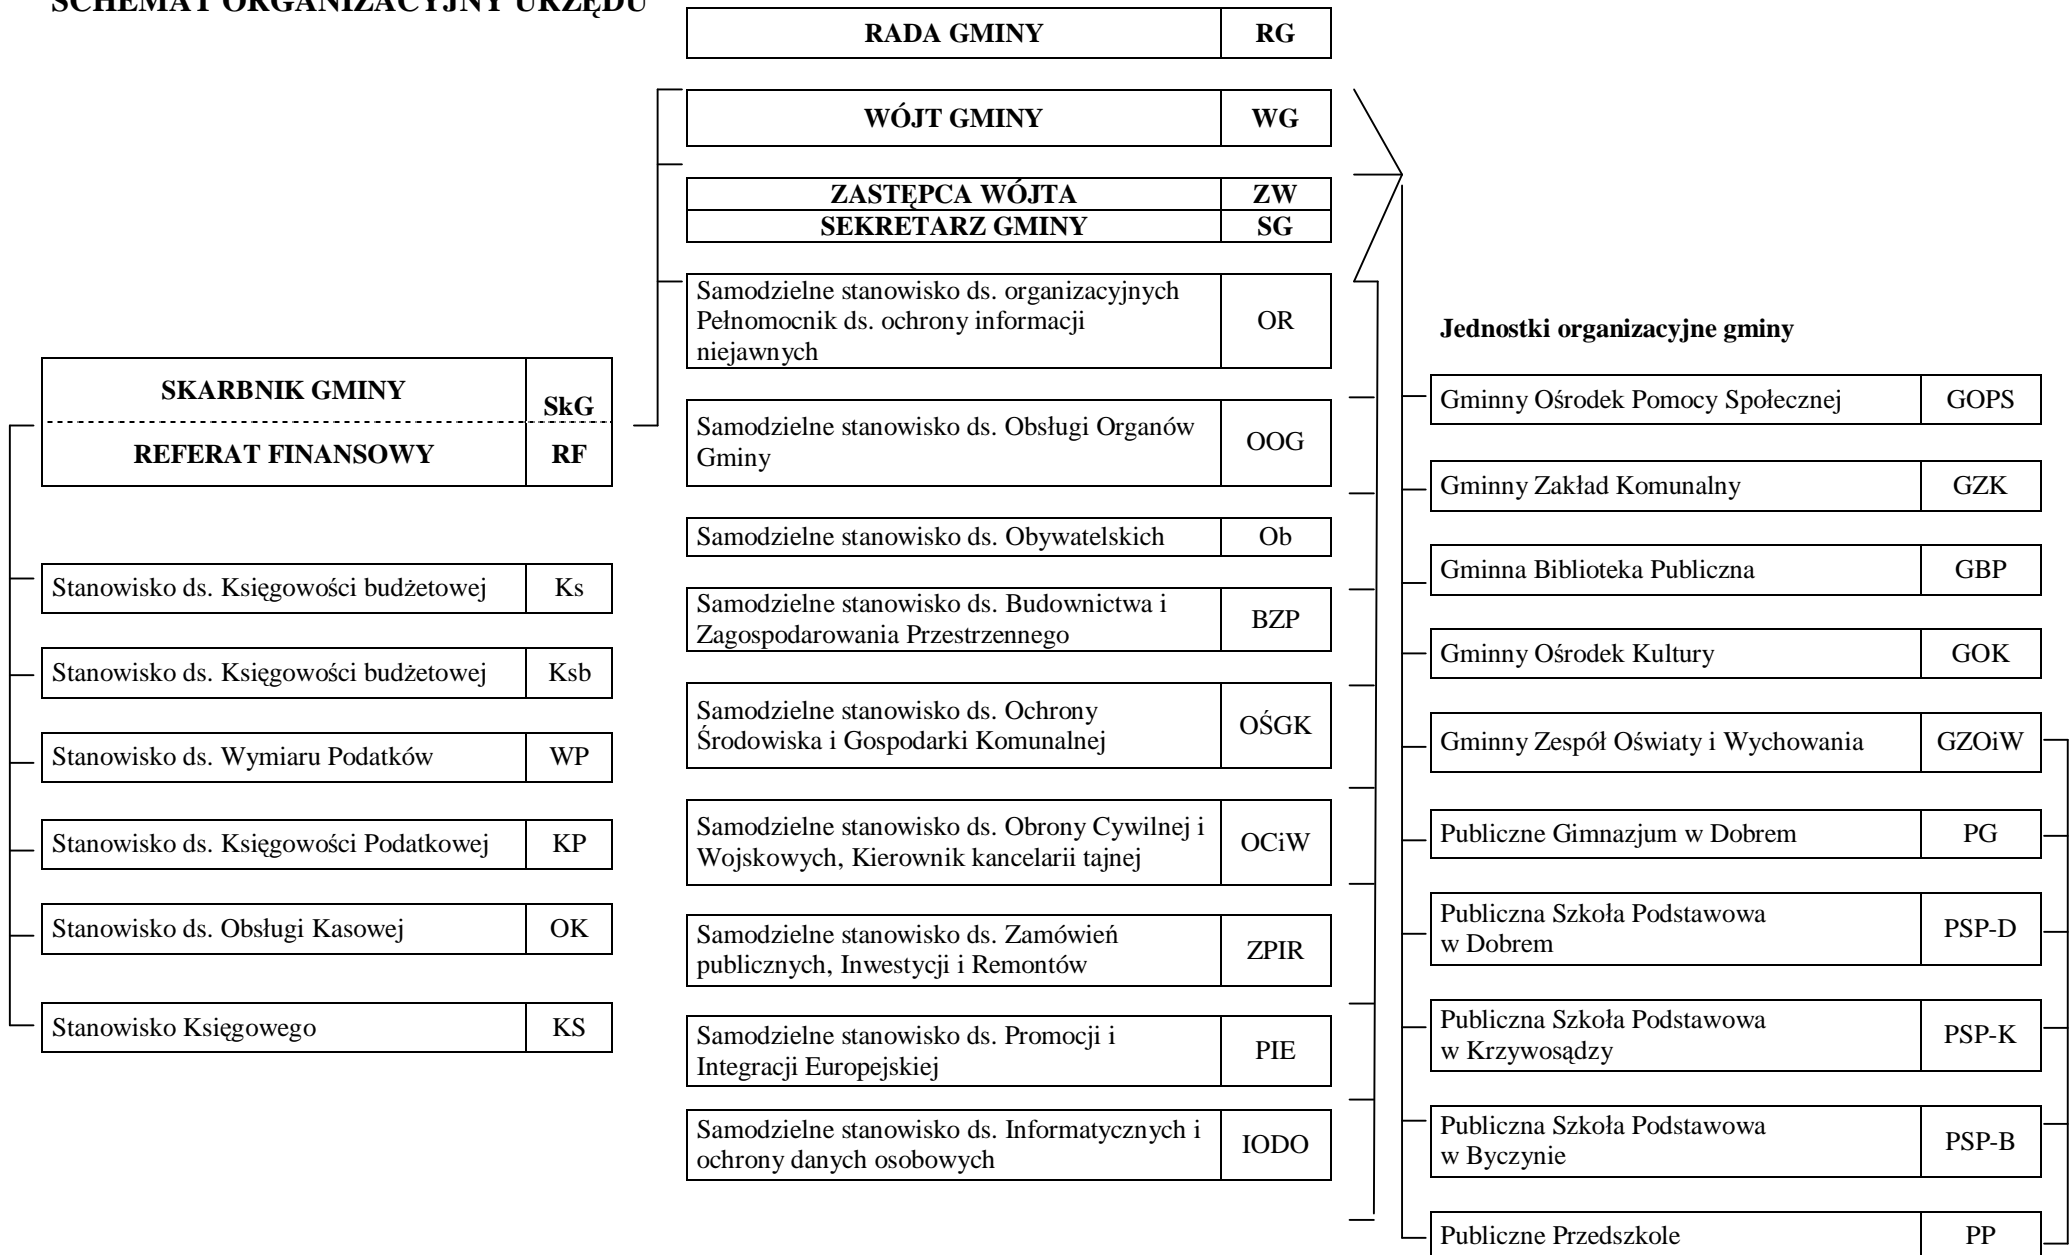 SCHEMAT ORGANIZACYJNY URZĘDU
RADA GMINY RG
WÓJT GMINY WG
ZASTĘPCA WÓJTA ZW
SEKRETARZ GMINY SG
Samodzielne stanowisko ds. organizacyjnych
Pełnomocnik ds. ochrony informacji
niejawnych
OR
Samodzielne stanowisko ds. Obsługi Organów
Gminy
OOG
Samodzielne stanowisko ds. Obywatelskich Ob
Samodzielne stanowisko ds. Budownictwa i
Zagospodarowania Przestrzennego
BZP
Samodzielne stanowisko ds. Ochrony
Środowiska i Gospodarki Komunalnej
OŚGK
Samodzielne stanowisko ds. Obrony Cywilnej i
Wojskowych, Kierownik kancelarii tajnej
OCiW
Samodzielne stanowisko ds. Zamówień
publicznych, Inwestycji i Remontów
ZPIR
Samodzielne stanowisko ds. Promocji i
Integracji Europejskiej
PIE
Samodzielne stanowisko ds. Informatycznych i
ochrony danych osobowych
IODO
SKARBNIK GMINY SkG
REFERAT FINANSOWY RF
Stanowisko ds. Księgowości budżetowej Ks
Stanowisko ds. Księgowości budżetowej Ksb
Stanowisko ds. Wymiaru Podatków WP
Stanowisko ds. Księgowości Podatkowej KP
Stanowisko ds. Obsługi Kasowej OK
Stanowisko Księgowego KS
Jednostki organizacyjne gminy
Gminny Ośrodek Pomocy Społecznej GOPS
Gminny Zakład Komunalny GZK
Gminna Biblioteka Publiczna GBP
Gminny Ośrodek Kultury GOK
Gminny Zespół Oświaty i Wychowania GZOiW
Publiczne Gimnazjum w Dobrem PG
Publiczna Szkoła Podstawowa
w Dobrem
PSP-D
Publiczna Szkoła Podstawowa
w Krzywosądzy
PSP-K
Publiczna Szkoła Podstawowa
w Byczynie
PSP-B
Publiczne Przedszkole PP